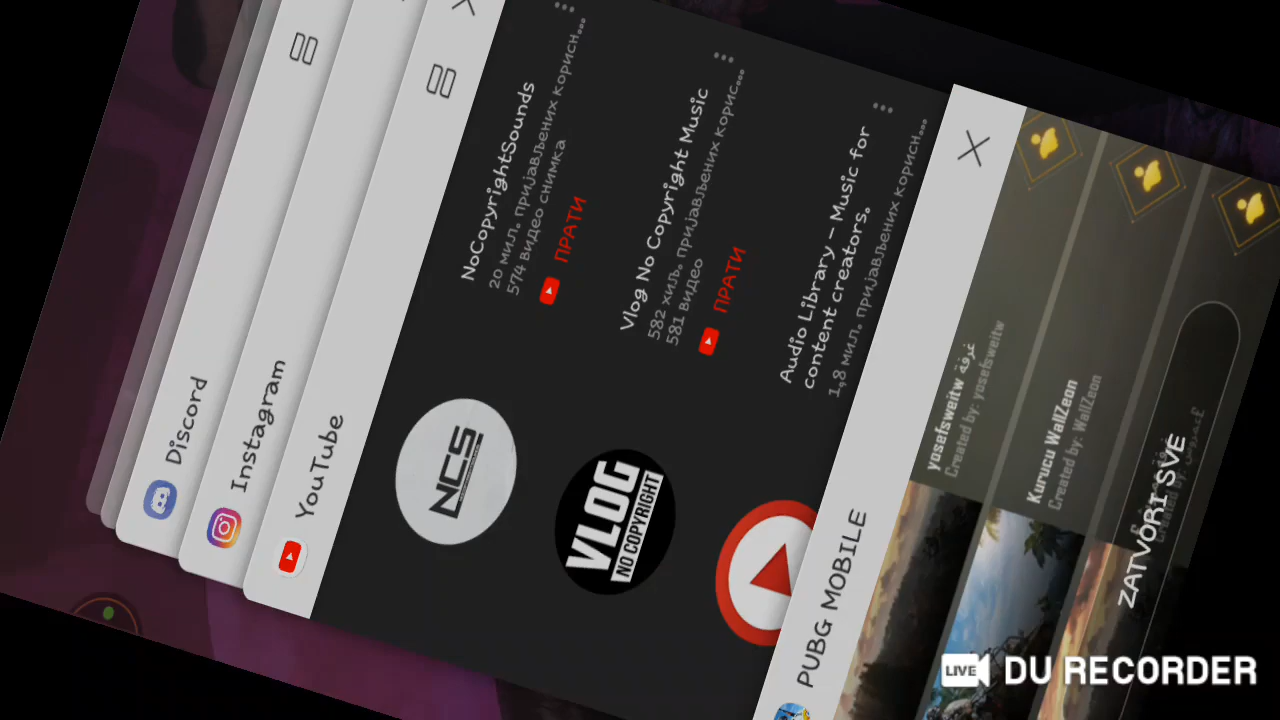 Discord
Instagram
YouTube
NCS
NoCopyrightSounds
20 мил. пријављених корисн...
574 видео снимка
ПРАТИ
VLOG
NO COPYRIGHT
Vlog No Copyright Music
582 хиљ. пријављених корис...
581 видео
ПРАТИ
Audio Library – Music for
content creators.
1,8 мил. пријављених корисн...
PUBG MOBILE
yosefsweitw غرفة
Created by: yosefsweitw
Kurucu WallZeon
Created by: WallZeon
ZATVORI SVE
LIVE DU RECORDER